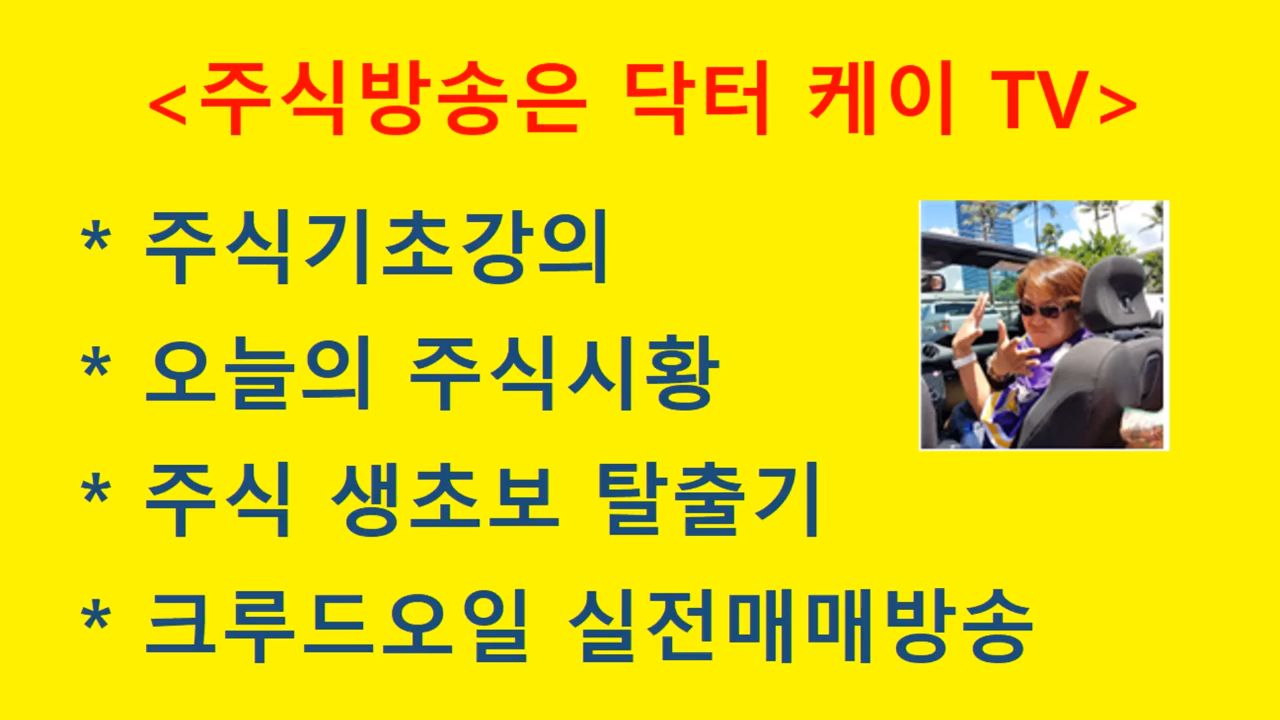 <주식방송은 닥터 케이 TV>
* 주식기초강의
* 오늘의 주식시황
* 주식 생초보 탈출기
* 크루드오일 실전매매방송